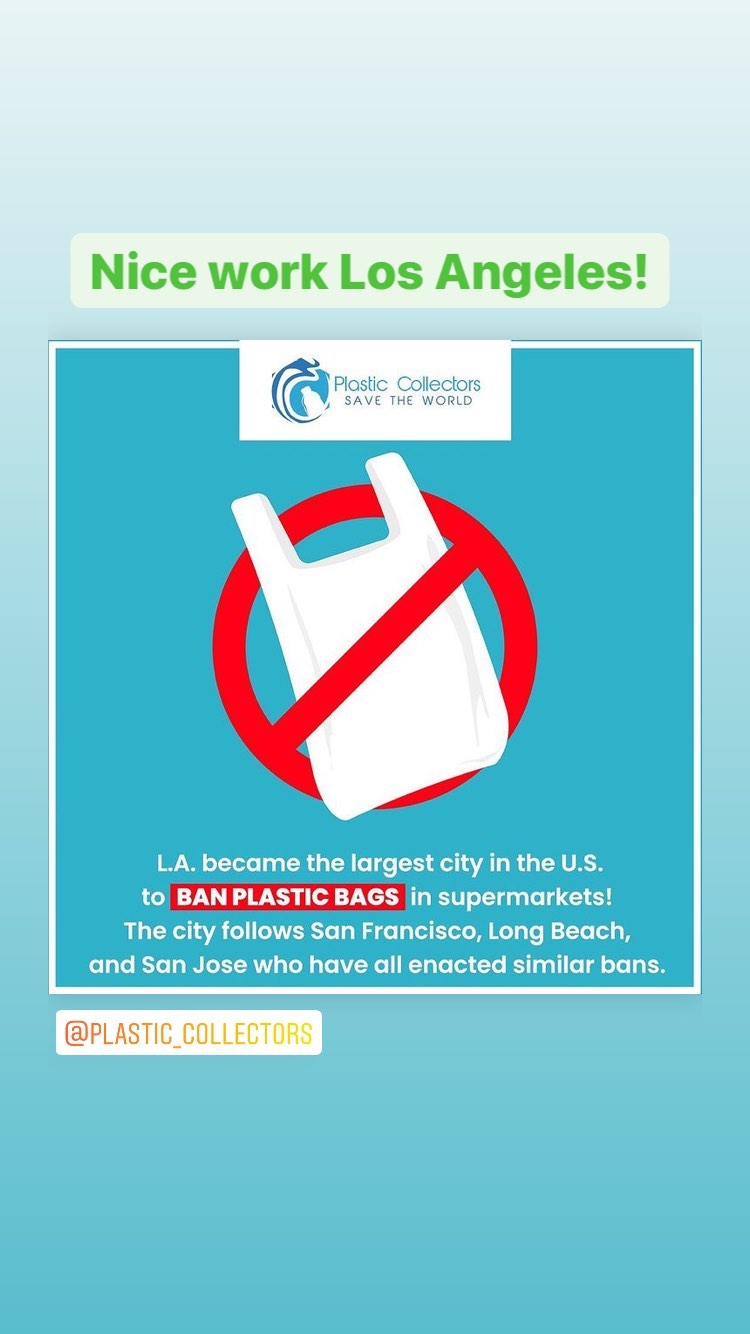 Nice work Los Angeles!
Plastic Collectors
SAVE THE WORLD
L.A. became the largest city in the U.S.
to BAN PLASTIC BAGS in supermarkets!
The city follows San Francisco, Long Beach,
and San Jose who have all enacted similar bans.
@PLASTIC_COLLECTORS